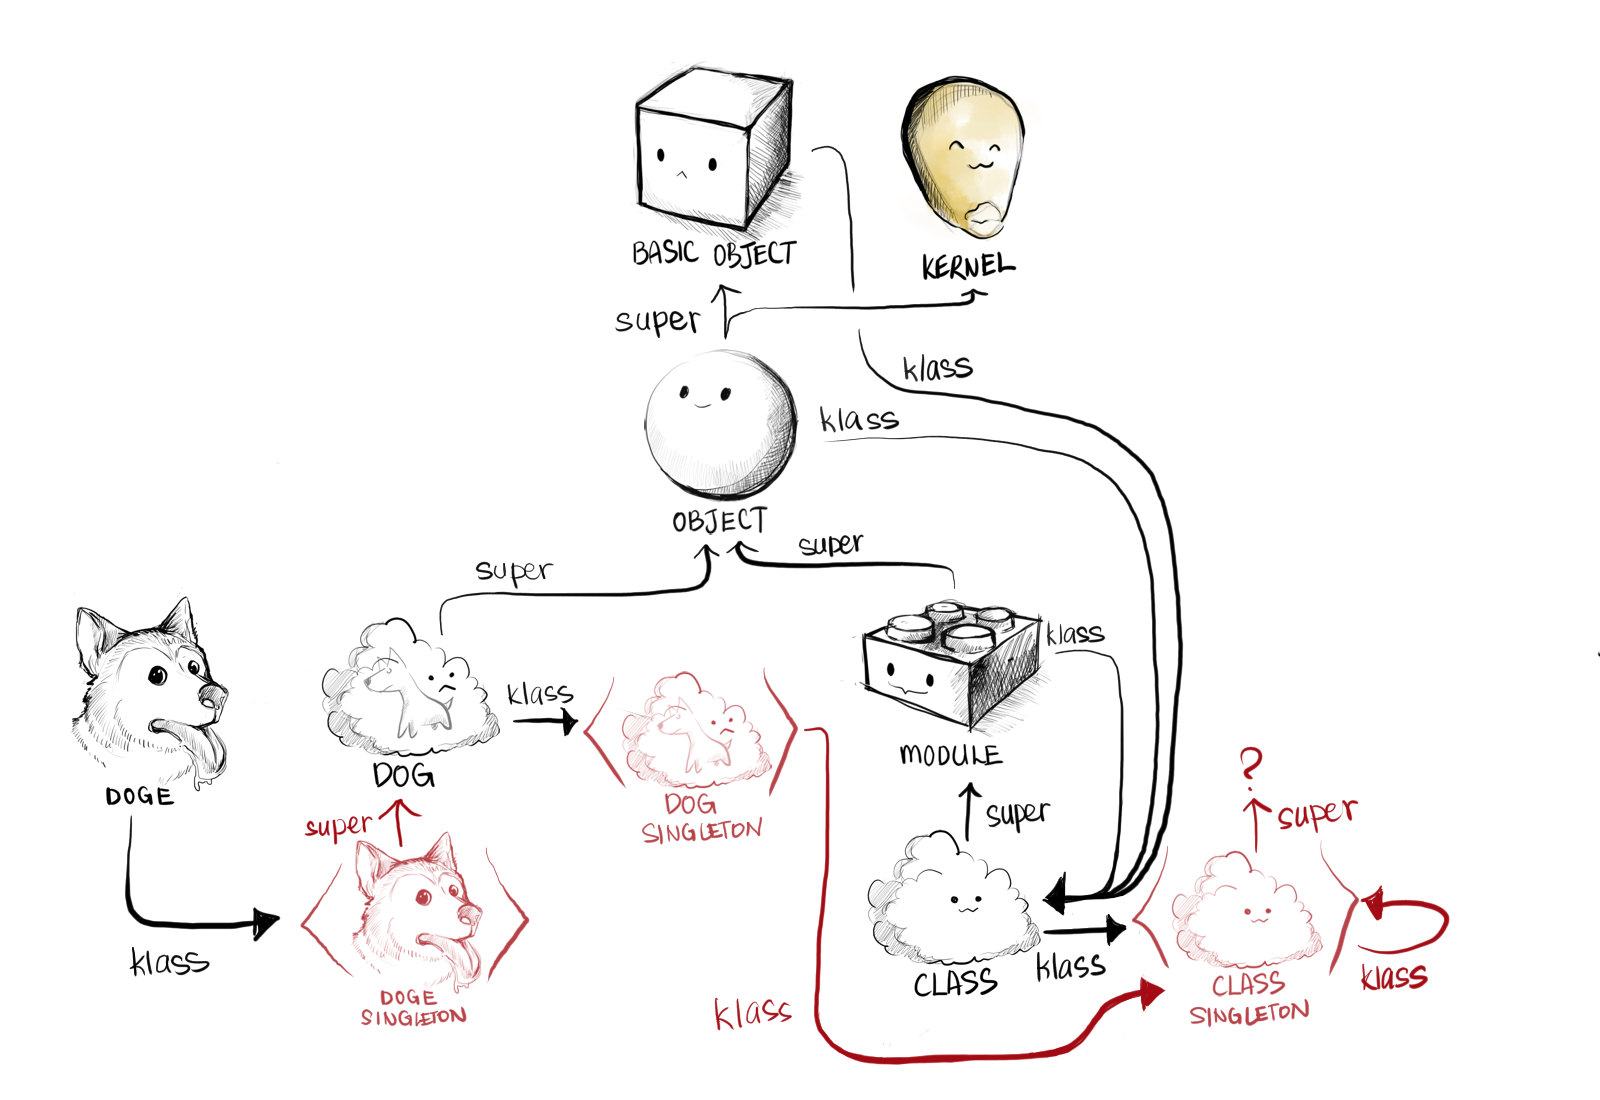 BASIC OBJECT
KERNEL
super
klass
klass
OBJECT
super
super
klass
klass
DOG
MODULE
DOGE
DOG
SINGLETON
super
super
?
super
klass
CLASS
klass
klass
CLASS
SINGLETON
DOGE
SINGLETON
klass